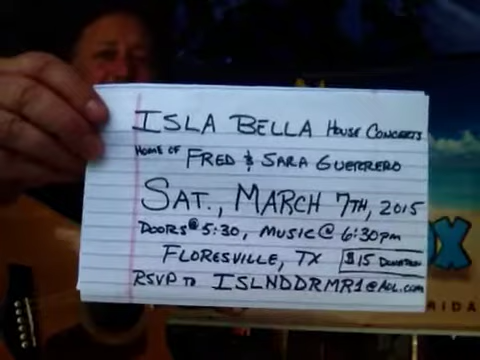 ISLA BELLA HOUSE CONCERTS
HOME OF FRED & SARA GUERRERO
SAT., MARCH 7TH, 2015
DOORS @ 5:30, MUSIC @ 6:30PM
FLORESVILLE, TX $15 DONATION
RSVP TO ISLNDDRMR1@AOL.COM